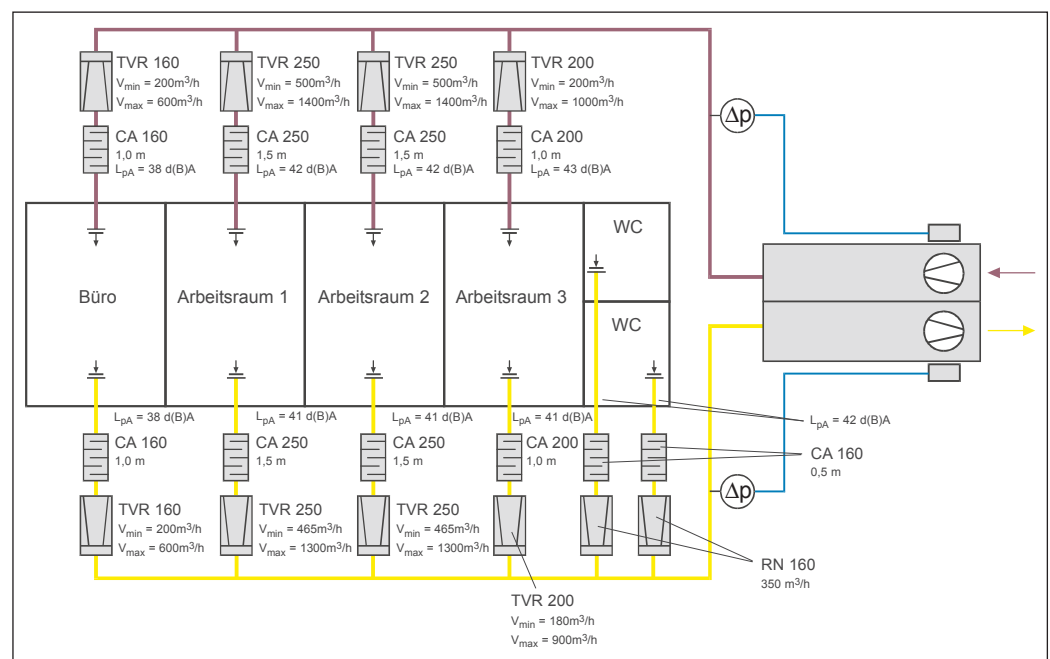 TVR 160
Vmin = 200m³/h
Vmax = 600m³/h
TVR 250
Vmin = 500m³/h
Vmax = 1400m³/h
TVR 250
Vmin = 500m³/h
Vmax = 1400m³/h
TVR 200
Vmin = 200m³/h
Vmax = 1000m³/h
Δp
CA 160
1,0 m
LpA = 38 d(B)A
CA 250
1,5 m
LpA = 42 d(B)A
CA 250
1,5 m
LpA = 42 d(B)A
CA 200
1,0 m
LpA = 43 d(B)A
WC
Büro
Arbeitsraum 1
Arbeitsraum 2
Arbeitsraum 3
WC
LpA = 38 d(B)A
CA 160
1,0 m
LpA = 41 d(B)A
CA 250
1,5 m
LpA = 41 d(B)A
CA 250
1,5 m
LpA = 41 d(B)A
CA 200
1,0 m
LpA = 42 d(B)A
CA 160
0,5 m
Δp
TVR 160
Vmin = 200m³/h
Vmax = 600m³/h
TVR 250
Vmin = 465m³/h
Vmax = 1300m³/h
TVR 250
Vmin = 465m³/h
Vmax = 1300m³/h
RN 160
350 m³/h
TVR 200
Vmin = 180m³/h
Vmax = 900m³/h